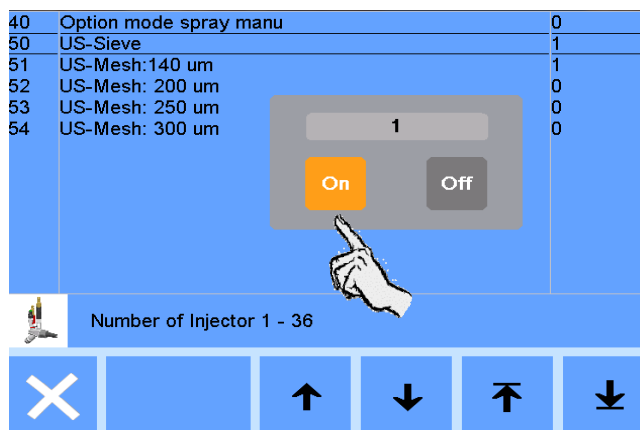 40 Option mode spray manu 0
50 US-Sieve 1
51 US-Mesh:140 um 1
52 US-Mesh: 200 um 0
53 US-Mesh: 250 um 0
54 US-Mesh: 300 um 0
1
On Off
Number of Injector 1 - 36